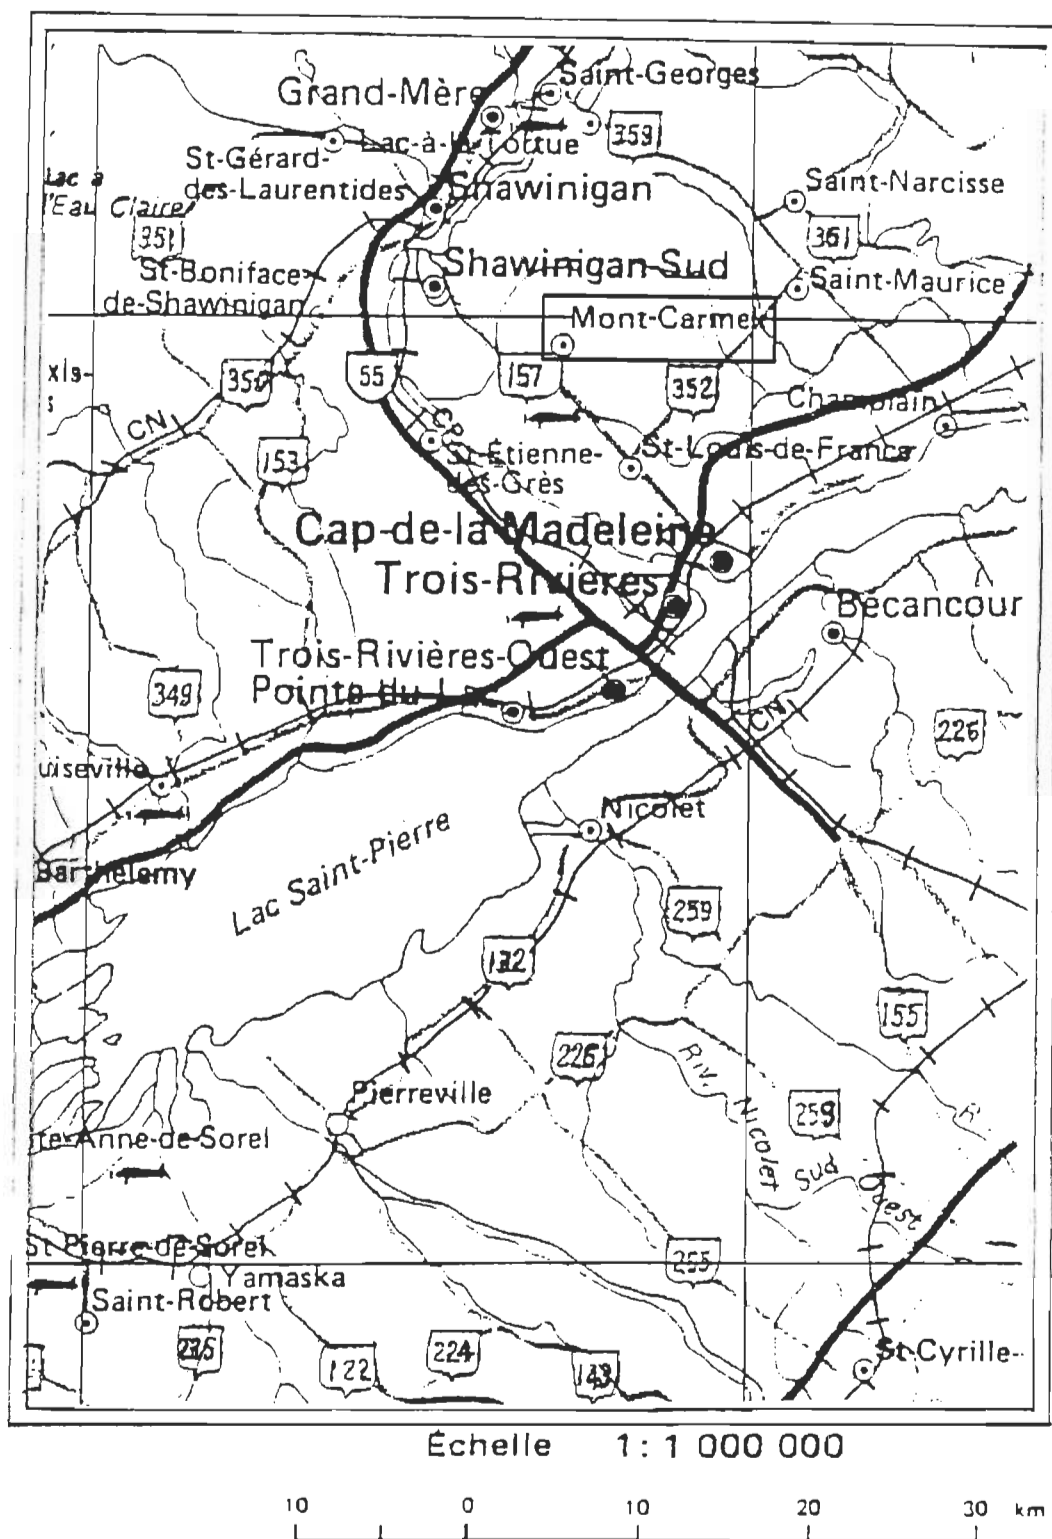 Saint-Georges
Grand-Mère
359
Lac-à-la-Tortue
St-Gérard-
des-Laurentides
Shawinigan
Saint-Narcisse
Lac à
l'Eau Claire
351
361
St-Boniface-
de-Shawinigan
Shawinigan-Sud
Saint-Maurice
Mont-Carmel
xis-
s
350
55
157
352
Champlain
CN
CP
153
St-Étienne-
des-Grès
St-Louis-de-France
Cap-de-la-Madeleine
Trois-Rivières
Bécancour
Trois-Rivières-Ouest
Pointe du Lac
349
CN
226
uiseville
Nicolet
Lac Saint-Pierre
Barthélemy
259
132
155
226
Riv. Nicolet Sud Ouest
R.
Pierreville
259
te-Anne-de-Sorel
St-Pierre-de-Sorel
Yamaska
255
Saint-Robert
122
224
143
St-Cyrille-
Échelle 1: 1 000 000
10 0 10 20 30 km